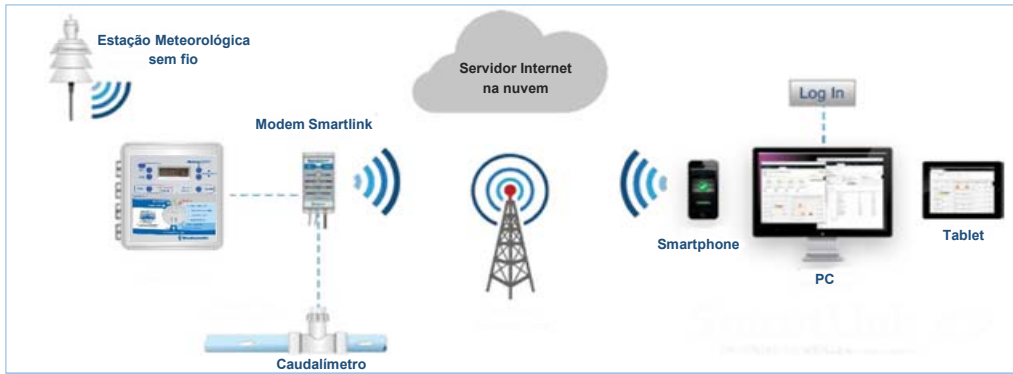 Estação Meteorológica
sem fio
Servidor Internet
na nuvem
Log In
Modem Smartlink
Smartphone
Tablet
PC
Caudalímetro